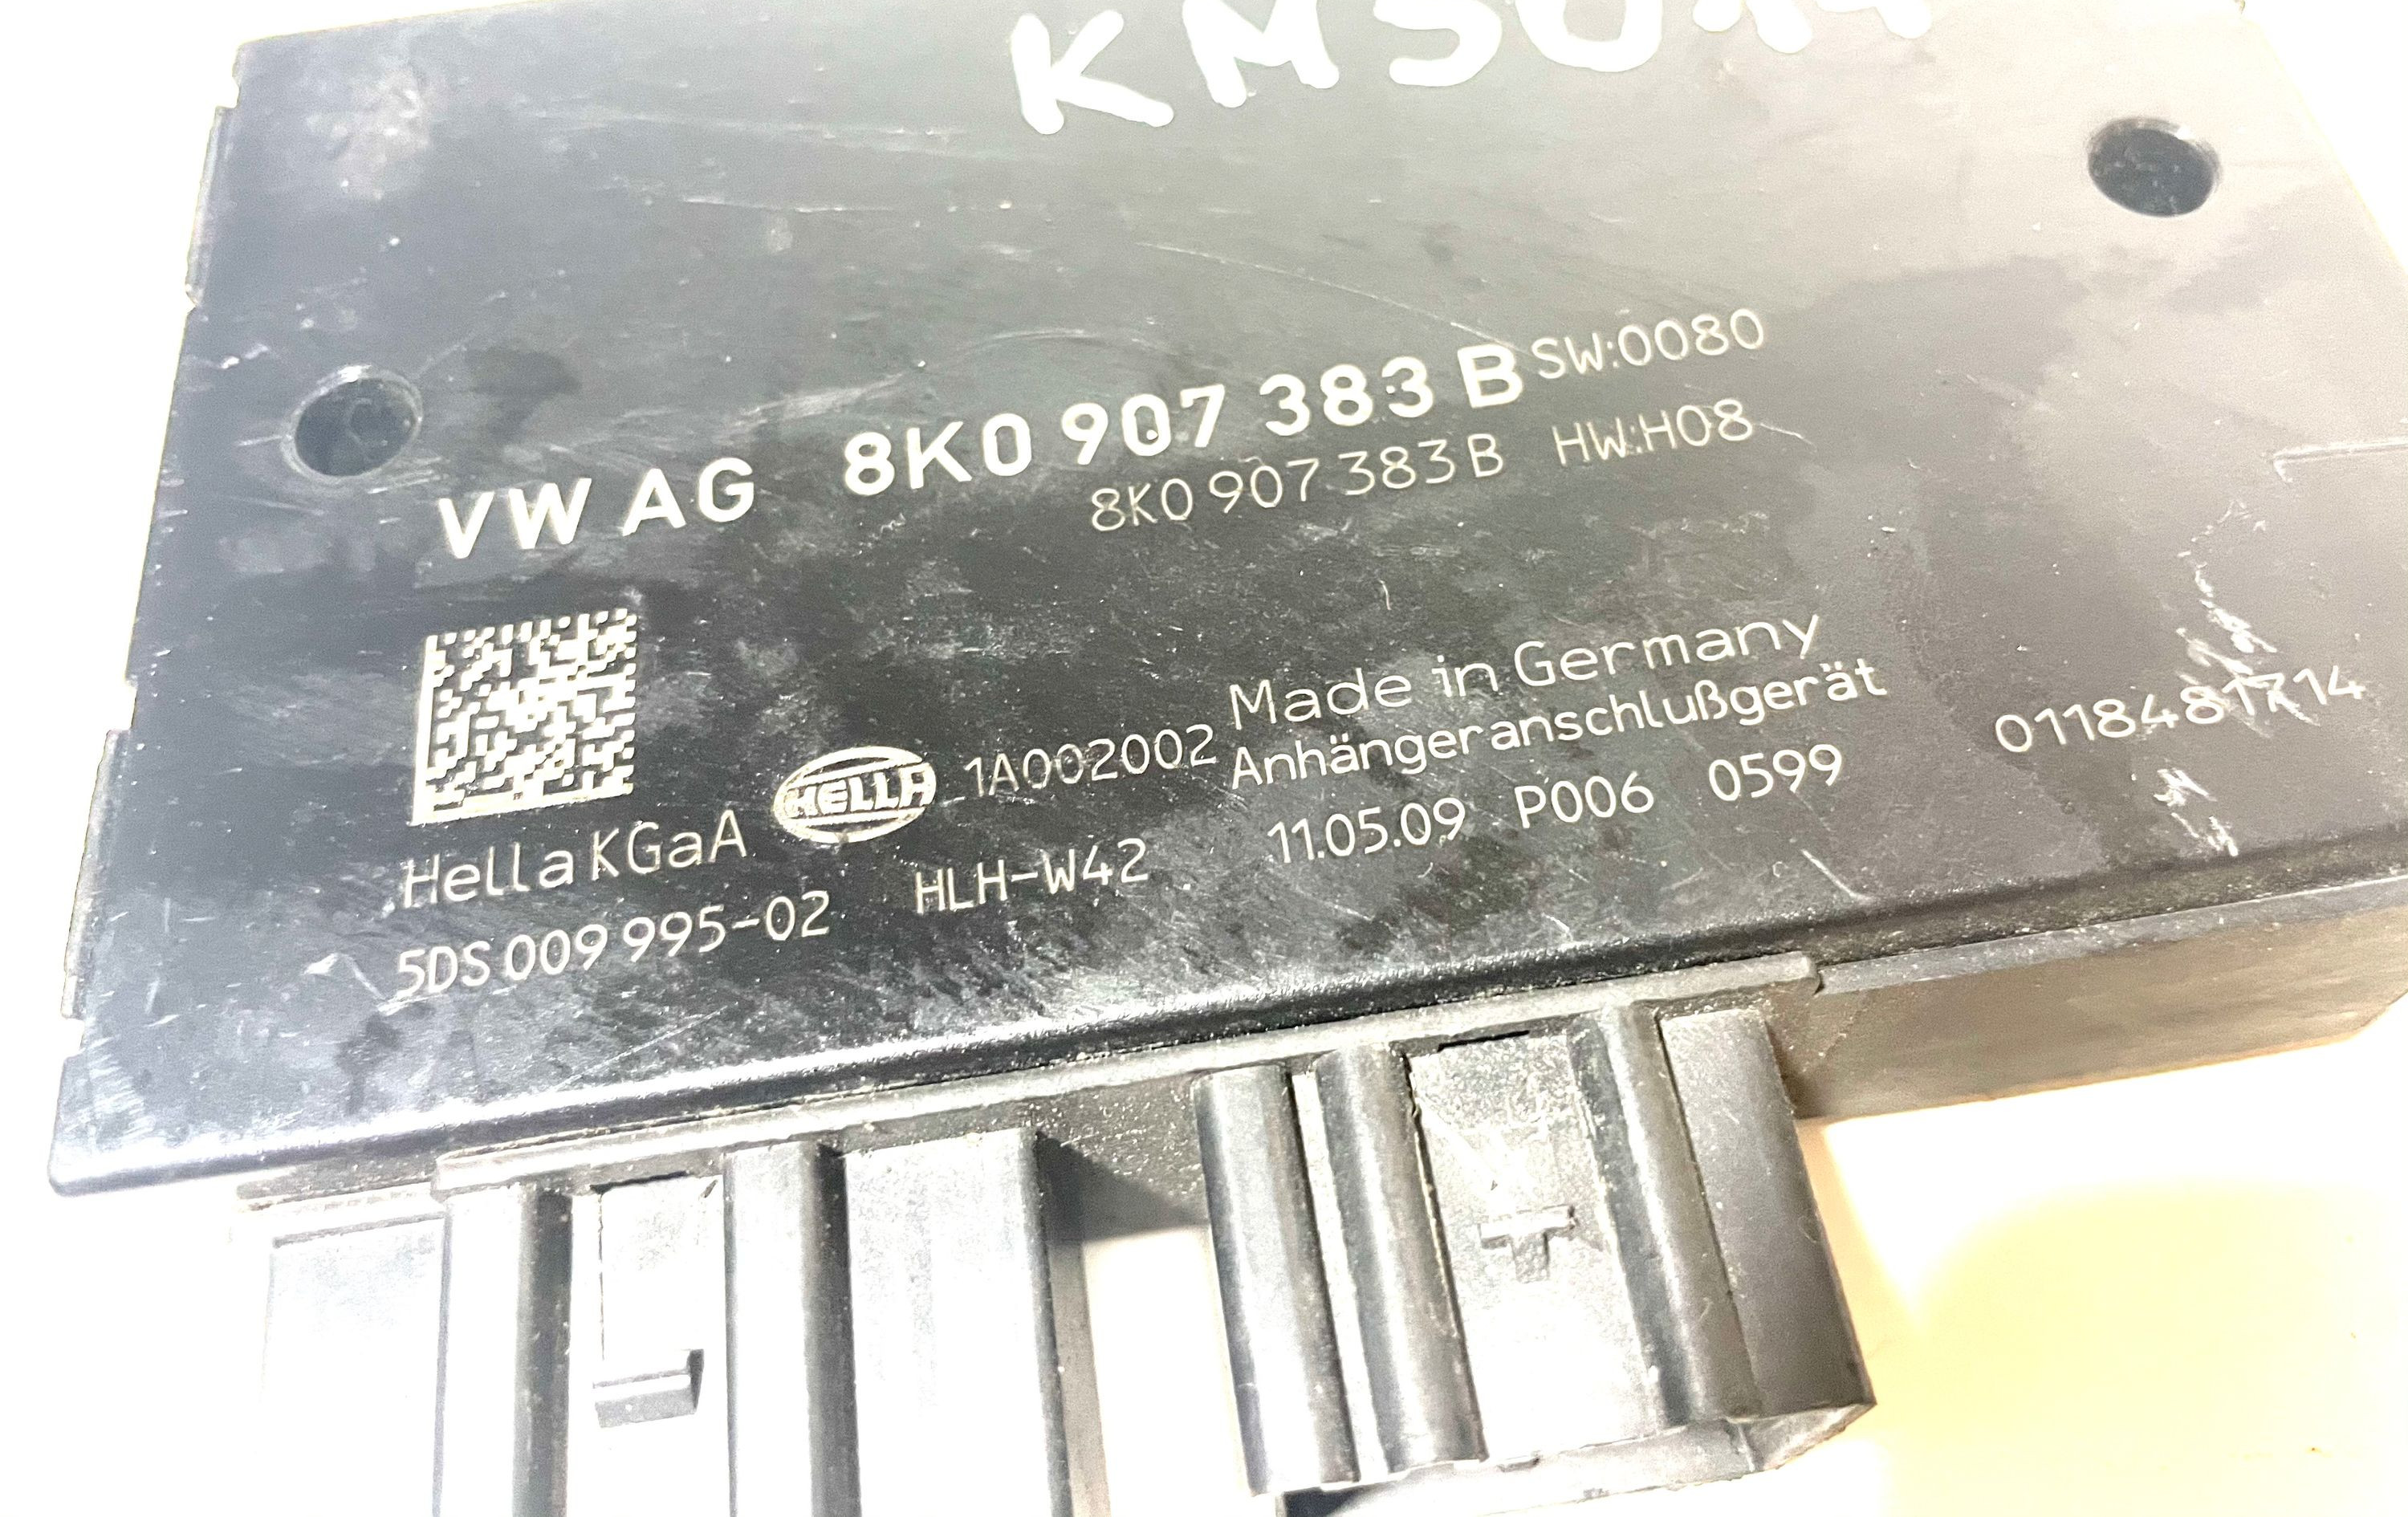 VW AG 8K0 907 383 B SW:0080
8K0 907 383 B HW:H08
Made in Germany
Hella KGaA HELLA 1A002002 Anhängeranschlußgerät
5DS 009 995-02 HLH-W42 11.05.09 P006 0599 0118481714
+